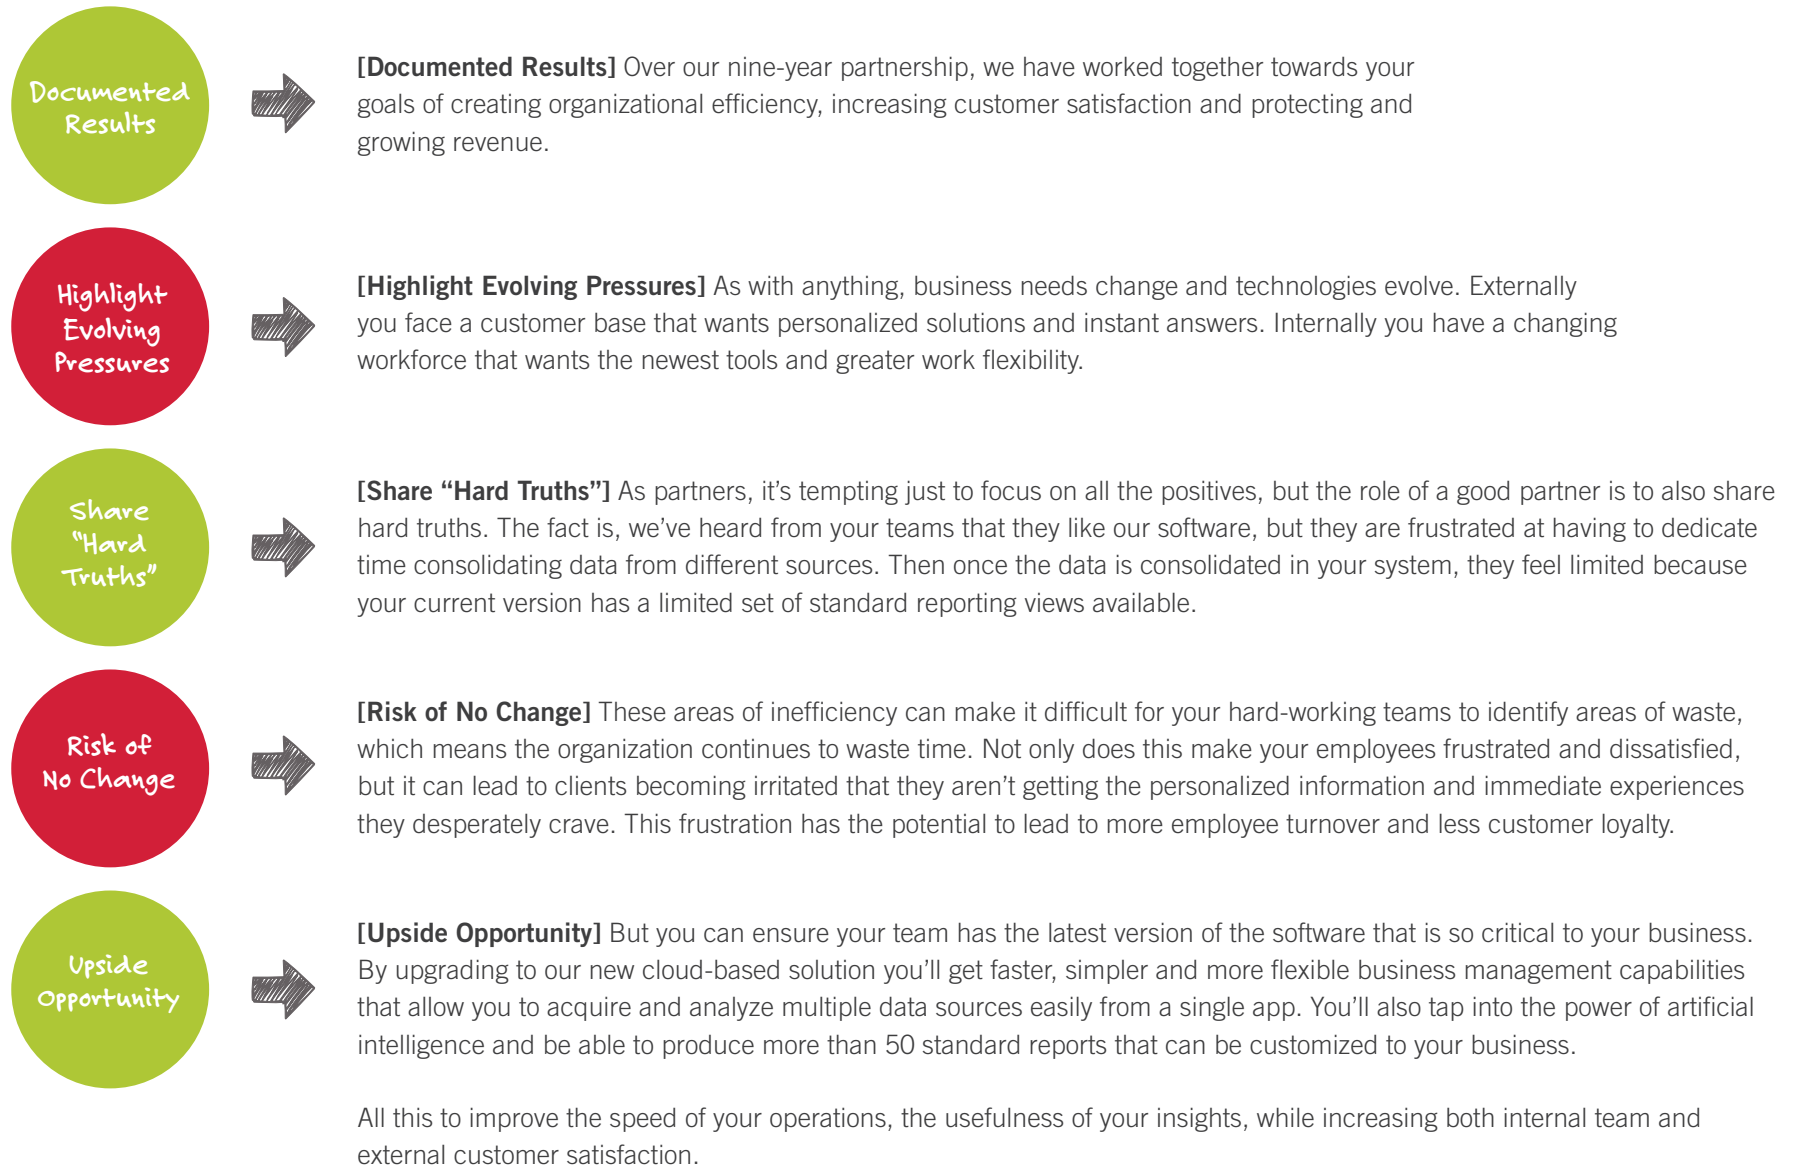 Documented
Results
[Documented Results] Over our nine-year partnership, we have worked together towards your
goals of creating organizational efficiency, increasing customer satisfaction and protecting and
growing revenue.
Highlight
Evolving
Pressures
[Highlight Evolving Pressures] As with anything, business needs change and technologies evolve. Externally
you face a customer base that wants personalized solutions and instant answers. Internally you have a changing
workforce that wants the newest tools and greater work flexibility.
Share
“Hard
Truths”
[Share “Hard Truths”] As partners, it’s tempting just to focus on all the positives, but the role of a good partner is to also share
hard truths. The fact is, we’ve heard from your teams that they like our software, but they are frustrated at having to dedicate
time consolidating data from different sources. Then once the data is consolidated in your system, they feel limited because
your current version has a limited set of standard reporting views available.
Risk of
No Change
[Risk of No Change] These areas of inefficiency can make it difficult for your hard-working teams to identify areas of waste,
which means the organization continues to waste time. Not only does this make your employees frustrated and dissatisfied,
but it can lead to clients becoming irritated that they aren’t getting the personalized information and immediate experiences
they desperately crave. This frustration has the potential to lead to more employee turnover and less customer loyalty.
Upside
Opportunity
[Upside Opportunity] But you can ensure your team has the latest version of the software that is so critical to your business.
By upgrading to our new cloud-based solution you’ll get faster, simpler and more flexible business management capabilities
that allow you to acquire and analyze multiple data sources easily from a single app. You’ll also tap into the power of artificial
intelligence and be able to produce more than 50 standard reports that can be customized to your business.
All this to improve the speed of your operations, the usefulness of your insights, while increasing both internal team and
external customer satisfaction.